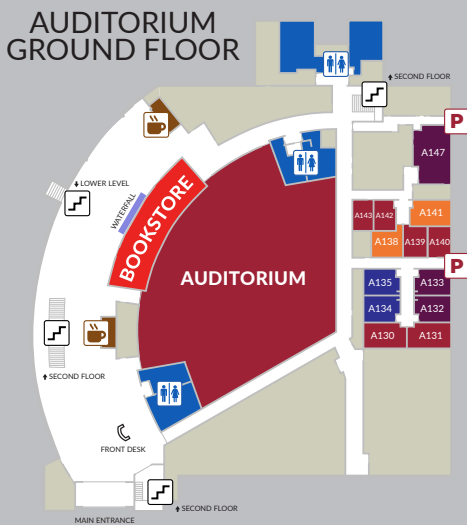 AUDITORIUM
GROUND FLOOR
SECOND FLOOR
P
A147
LOWER LEVEL
WATERFALL
BOOKSTORE
A143
A142
A141
A138
A139
A140
AUDITORIUM
P
A135
A133
A134
A132
A130
A131
SECOND FLOOR
FRONT DESK
SECOND FLOOR
MAIN ENTRANCE